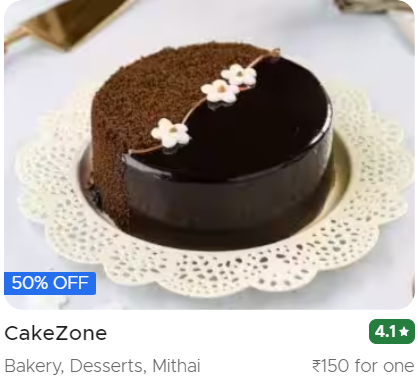 50% OFF
CakeZone
4.1★
Bakery, Desserts, Mithai
₹150 for one